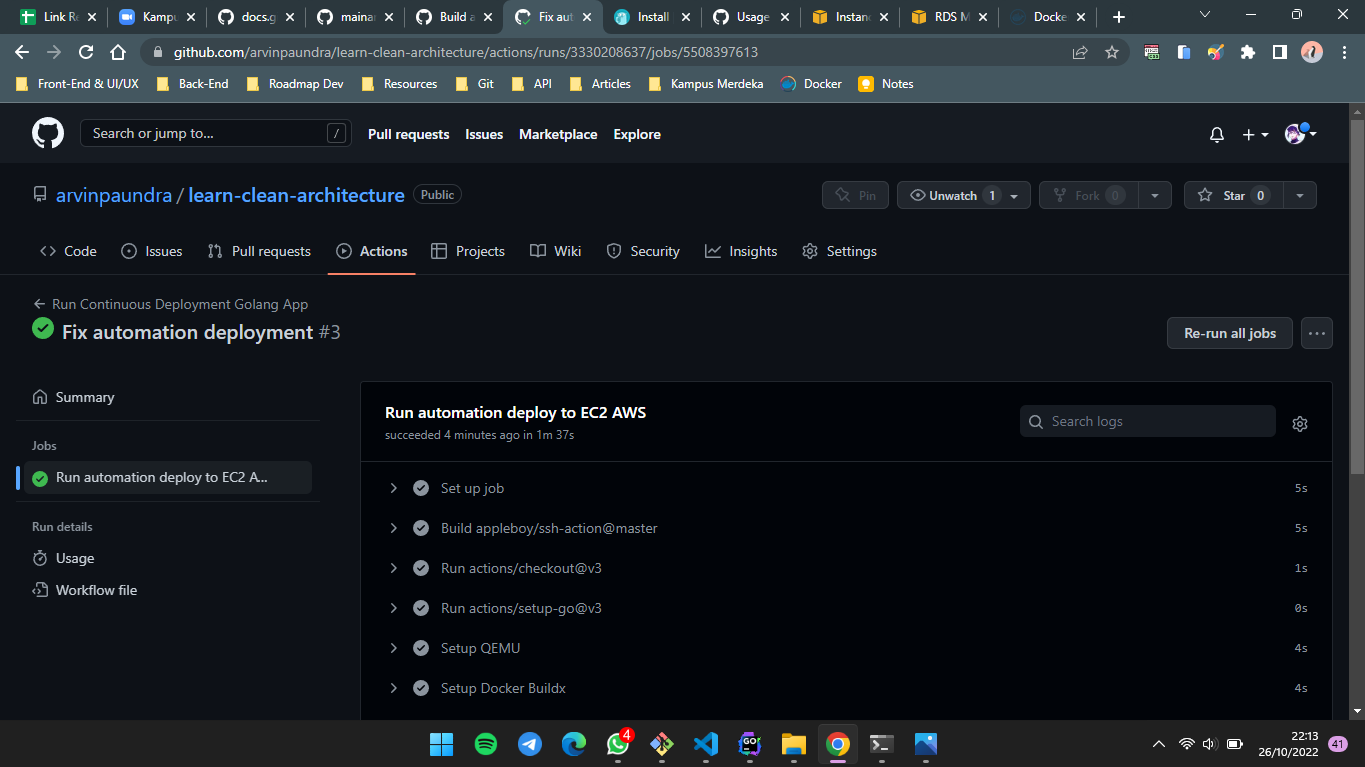 Link Re
Kampu
docs.g
mainar
Build a
Fix aut
Install
Usage
Instanc
RDS M
Docke
github.com/arvinpaundra/learn-clean-architecture/actions/runs/3330208637/jobs/5508397613
Front-End & UI/UX
Back-End
Roadmap Dev
Resources
Git
API
Articles
Kampus Merdeka
Docker
Notes
Search or jump to...
/
Pull requests
Issues
Marketplace
Explore
arvinpaundra / learn-clean-architecture
Public
Pin
Unwatch 1
Fork 0
Star 0
Code
Issues
Pull requests
Actions
Projects
Wiki
Security
Insights
Settings
Run Continuous Deployment Golang App
Fix automation deployment #3
Re-run all jobs
Summary
Jobs
Run automation deploy to EC2 A...
Run details
Usage
Workflow file
Run automation deploy to EC2 AWS
succeeded 4 minutes ago in 1m 37s
Search logs
Set up job 5s
Build appleboy/ssh-action@master 5s
Run actions/checkout@v3 1s
Run actions/setup-go@v3 0s
Setup QEMU 4s
Setup Docker Buildx 4s
4
GO
22:13
26/10/2022
41